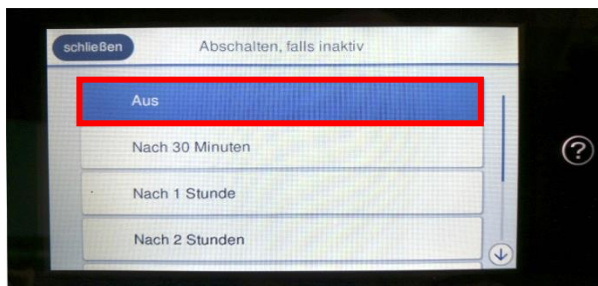 schließen
Abschalten, falls inaktiv
Aus
Nach 30 Minuten
Nach 1 Stunde
Nach 2 Stunden
?